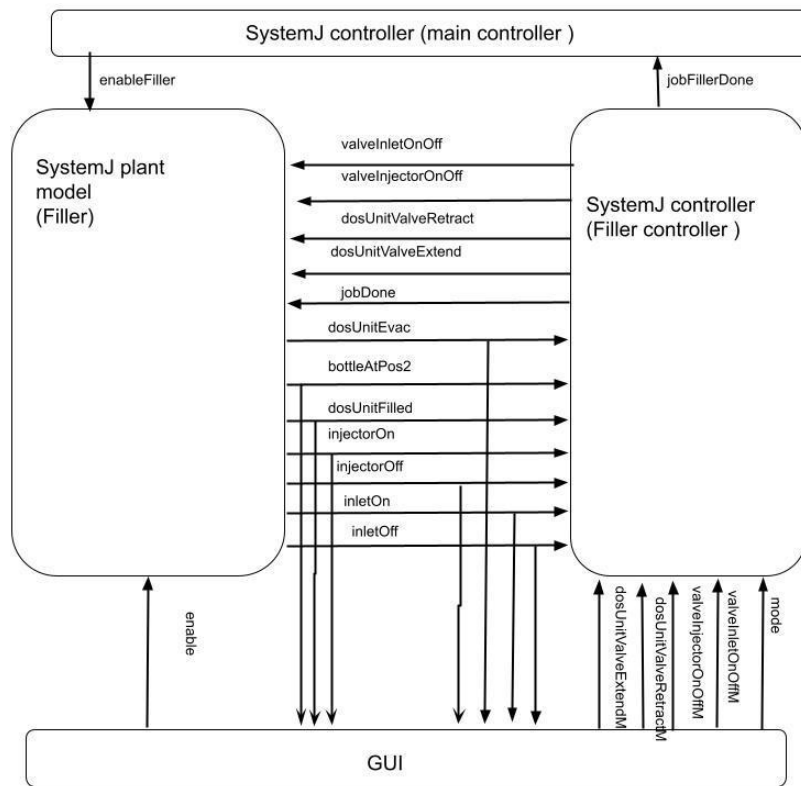 SystemJ controller (main controller )
enableFiller
jobFillerDone
SystemJ plant
model
(Filler)
valveInletOnOff
valveInjectorOnOff
dosUnitValveRetract
dosUnitValveExtend
jobDone
dosUnitEvac
bottleAtPos2
dosUnitFilled
injectorOn
injectorOff
inletOn
inletOff
SystemJ controller
(Filler controller )
enable
dosUnitValveExtendM
dosUnitValveRetractM
valveInjectorOnOffM
valveInletOnOffM
mode
GUI